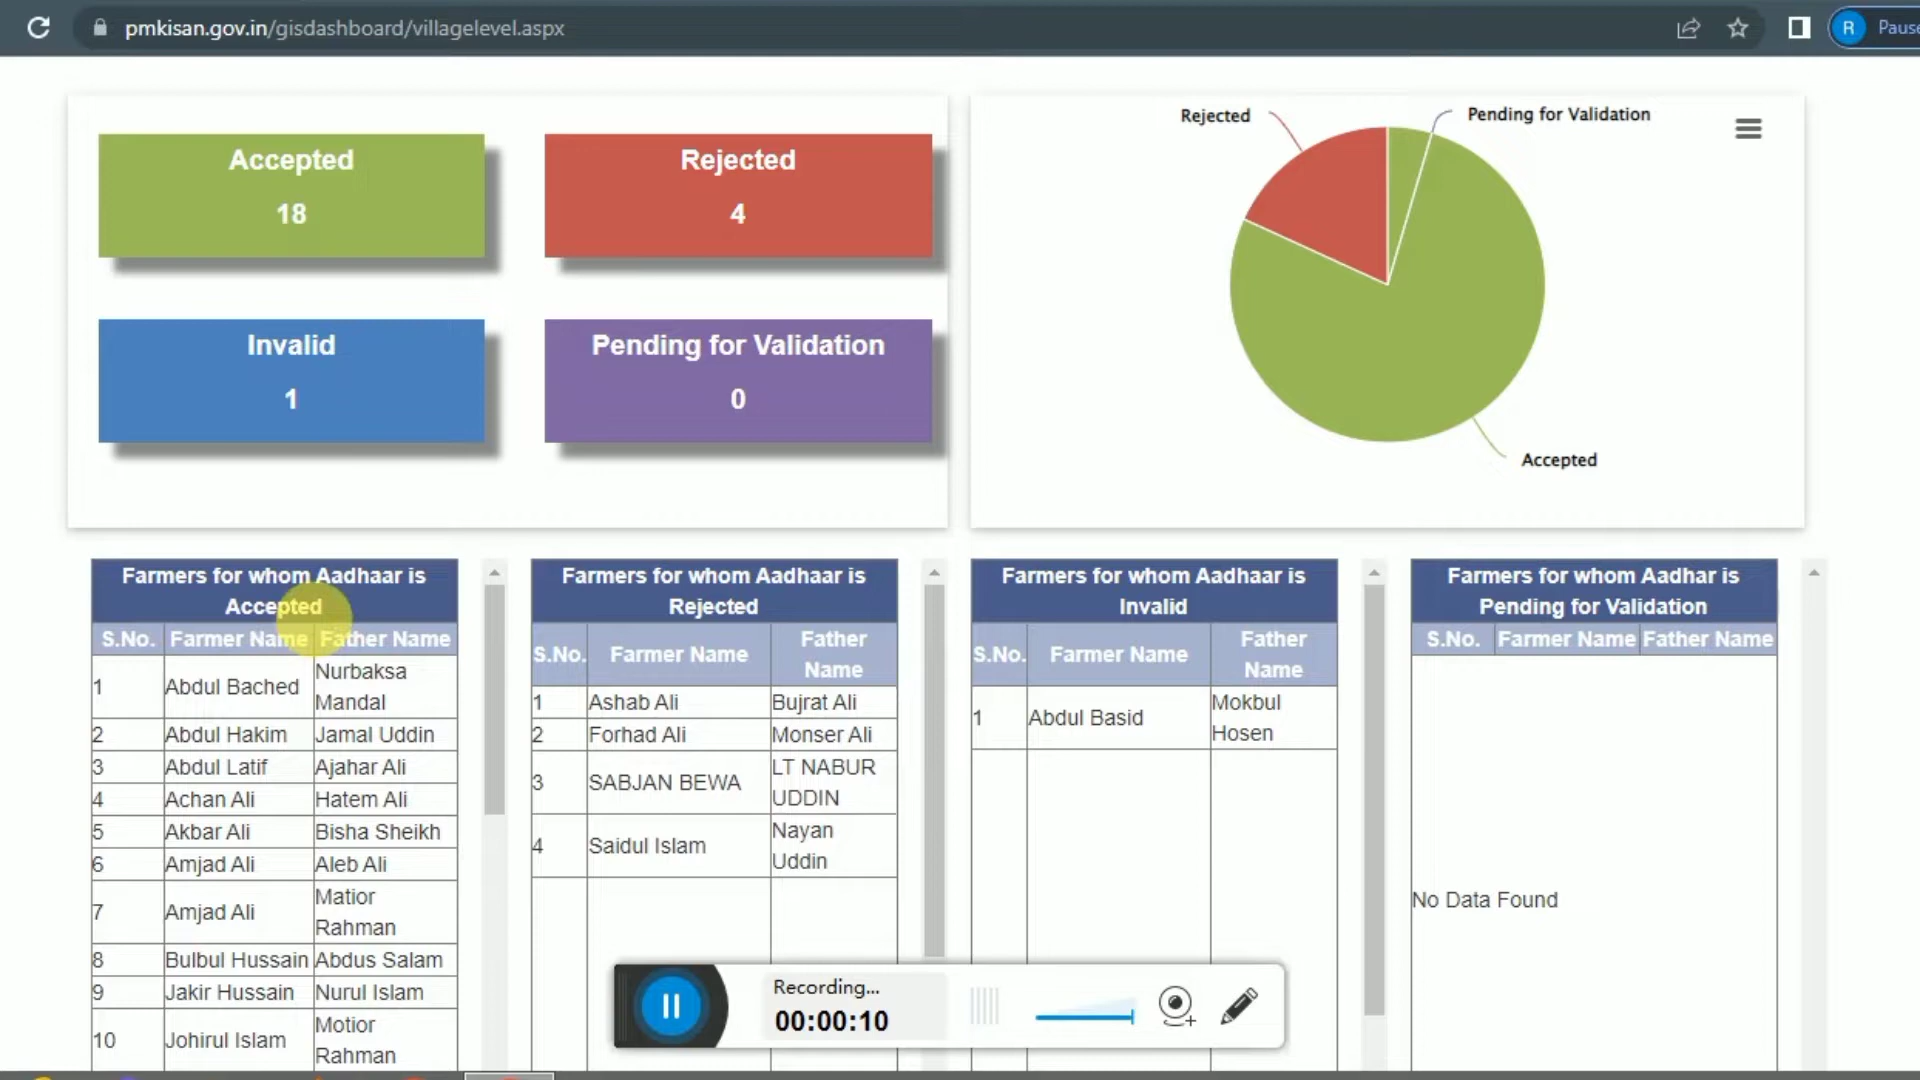 pmkisan.gov.in/gisdashboard/villagelevel.aspx
R
Pause
Accepted
18
Rejected
4
Invalid
1
Pending for Validation
0
Rejected
Pending for Validation
Accepted
Farmers for whom Aadhaar is
Accepted
S.No. Farmer Name Father Name
1 Abdul Bached Nurbaksa
Mandal
2 Abdul Hakim Jamal Uddin
3 Abdul Latif Ajahar Ali
4 Achan Ali Hatem Ali
5 Akbar Ali Bisha Sheikh
6 Amjad Ali Aleb Ali
7 Amjad Ali Matior
Rahman
8 Bulbul Hussain Abdus Salam
9 Jakir Hussain Nurul Islam
10 Johirul Islam Motior
Rahman
Farmers for whom Aadhaar is
Rejected
S.No. Farmer Name Father
Name
1 Ashab Ali Bujrat Ali
2 Forhad Ali Monser Ali
3 SABJAN BEWA LT NABUR
UDDIN
4 Saidul Islam Nayan
Uddin
Farmers for whom Aadhaar is
Invalid
S.No. Farmer Name Father
Name
1 Abdul Basid Mokbul
Hosen
Farmers for whom Aadhar is
Pending for Validation
S.No. Farmer Name Father Name
No Data Found
Recording...
00:00:10